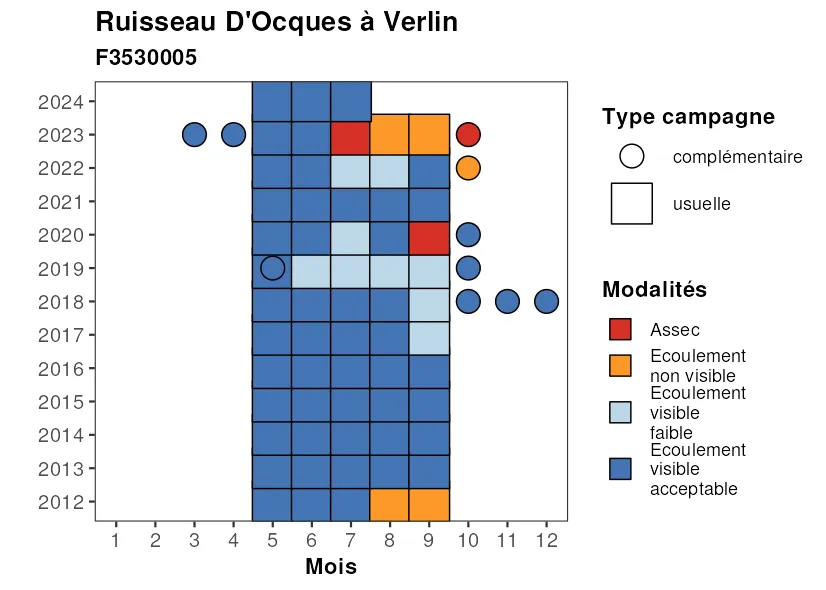 Ruisseau D'Ocques à Verlin
F3530005
2024
2023
2022
2021
2020
2019
2018
2017
2016
2015
2014
2013
2012
1 2 3 4 5 6 7 8 9 10 11 12
Mois
Type campagne
complémentaire
usuelle
Modalités
Assec
Ecoulement
non visible
Ecoulement
visible
faible
Ecoulement
visible
acceptable